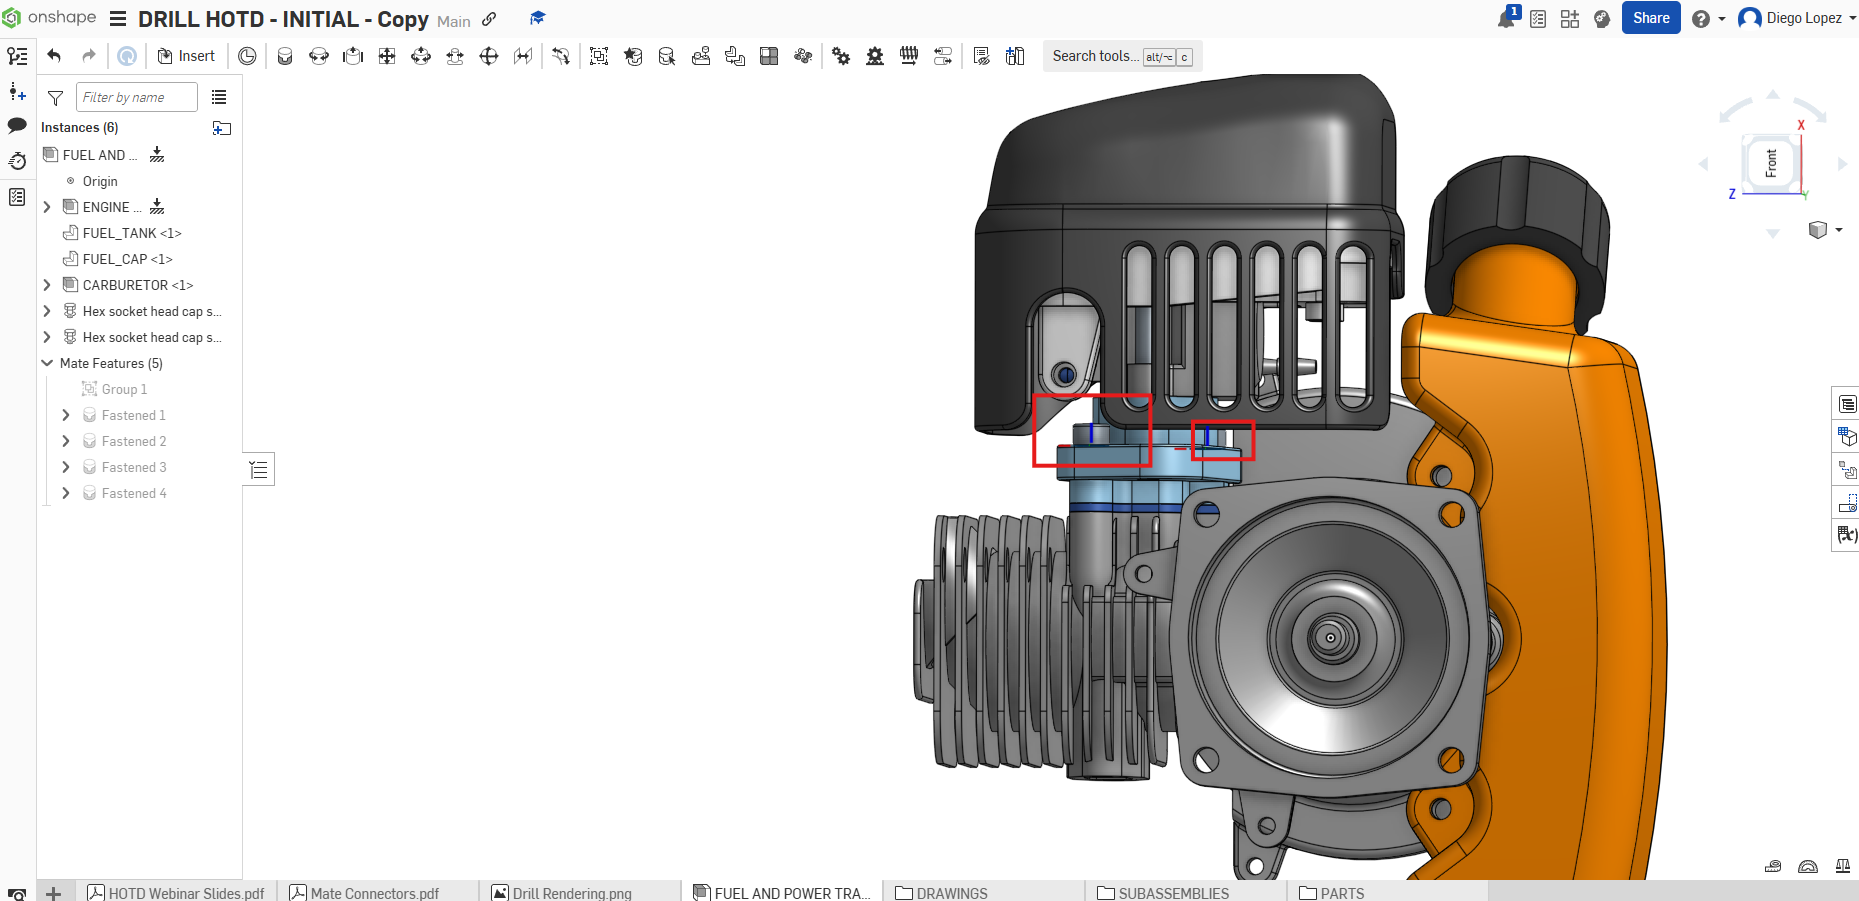 onshape DRILL HOTD - INITIAL - Copy Main 1 Share Diego Lopez
Insert Search tools... alt/⌥ c
Filter by name
Instances (6)
FUEL AND ...
Origin
ENGINE ...
FUEL_TANK <1>
FUEL_CAP <1>
CARBURETOR <1>
Hex socket head cap s...
Hex socket head cap s...
Mate Features (5)
Group 1
Fastened 1
Fastened 2
Fastened 3
Fastened 4
X
Front
Z
Y
(x)
HOTD Webinar Slides.pdf Mate Connectors.pdf Drill Rendering.png FUEL AND POWER TRA... DRAWINGS SUBASSEMBLIES PARTS